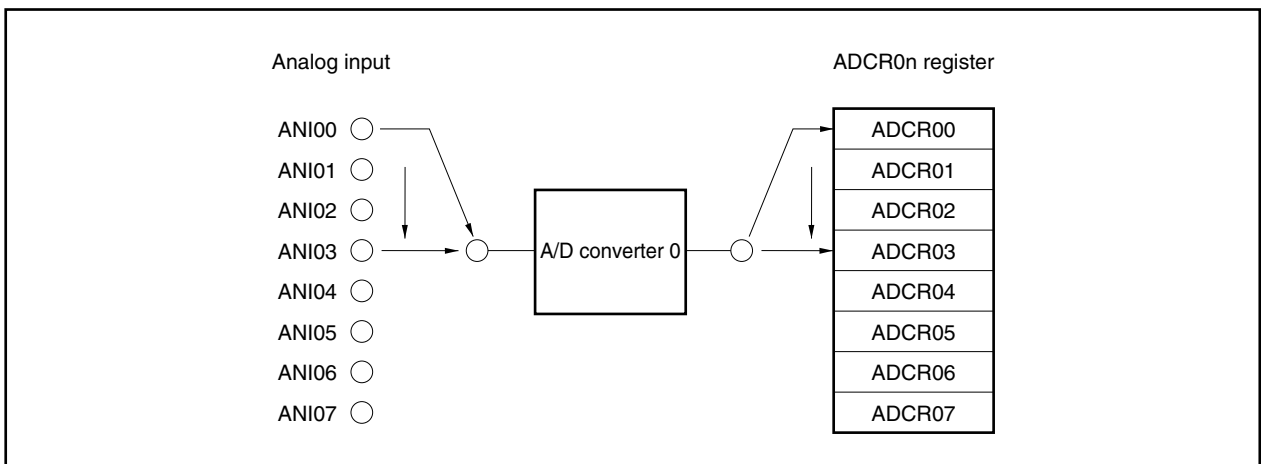 Analog input
ADCR0n register
ANI00
ANI01
ANI02
ANI03
ANI04
ANI05
ANI06
ANI07
A/D converter 0
ADCR00
ADCR01
ADCR02
ADCR03
ADCR04
ADCR05
ADCR06
ADCR07